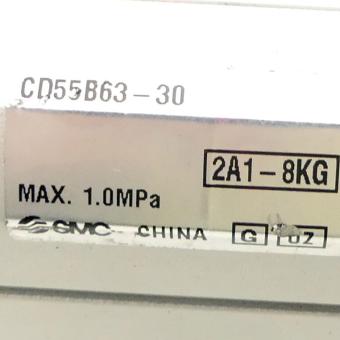 CD55B63-30
2A1-8KG
MAX. 1.0MPa
SMC CHINA G UZ